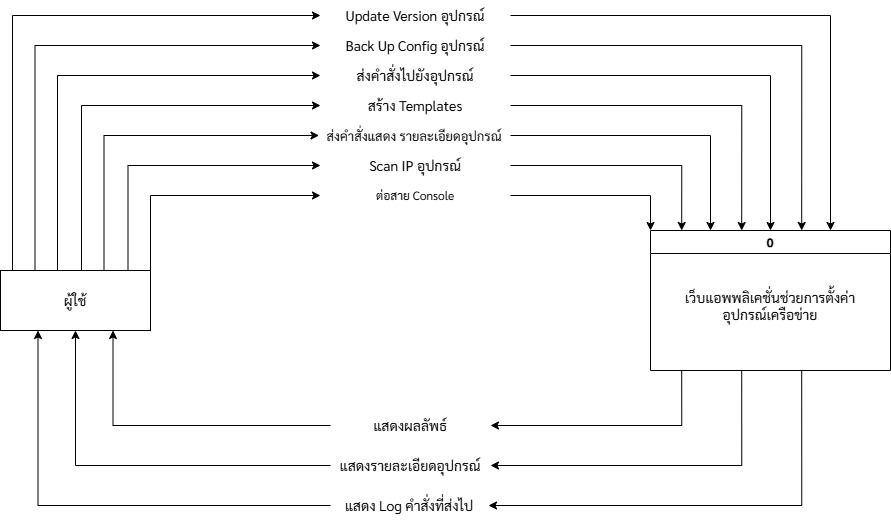 Update Version อุปกรณ์
Back Up Config อุปกรณ์
ส่งคำสั่งไปยังอุปกรณ์
สร้าง Templates
ส่งคำสั่งแสดง รายละเอียดอุปกรณ์
Scan IP อุปกรณ์
ต่อสาย Console
0
ผู้ใช้
เว็บแอพพลิเคชั่นช่วยการตั้งค่า
อุปกรณ์เครือข่าย
แสดงผลลัพธ์
แสดงรายละเอียดอุปกรณ์
แสดง Log คำสั่งที่ส่งไป